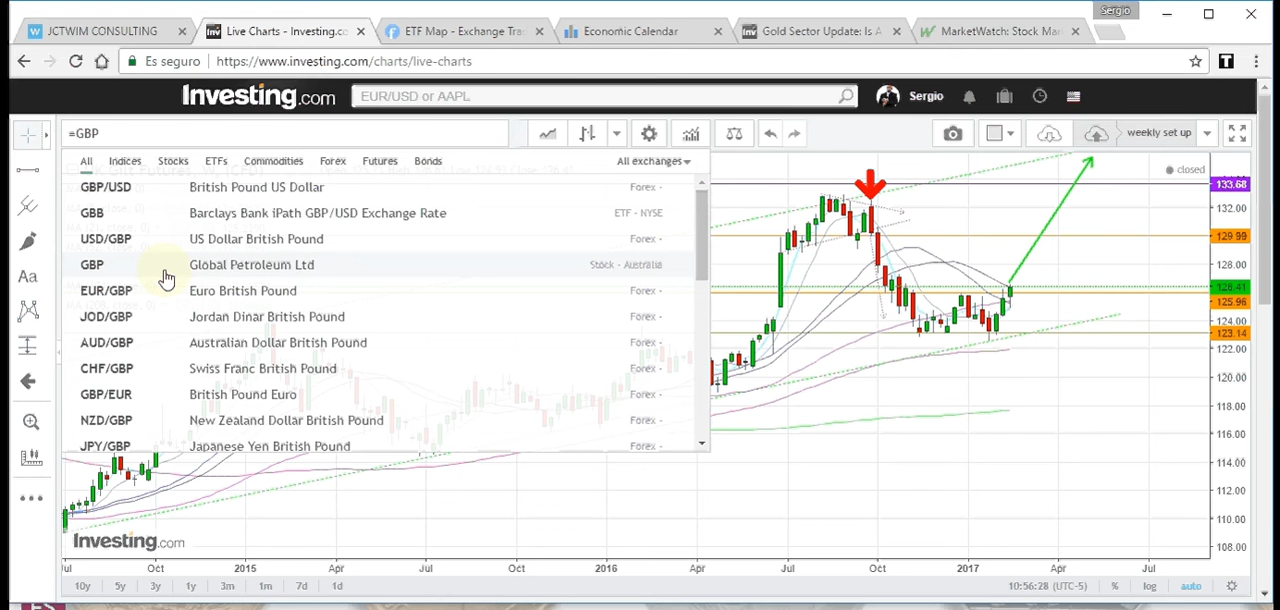 Sergio
JCTWIM CONSULTING
Live Charts - Investing.co
ETF Map - Exchange Tra
Economic Calendar
Gold Sector Update: Is A
MarketWatch: Stock Mar
Es seguro
https://www.investing.com/charts/live-charts
Investing.com
EUR/USD or AAPL
Sergio
=GBP
weekly set up
All Indices Stocks ETFs Commodities Forex Futures Bonds All exchanges
closed
GBP/USD British Pound US Dollar Forex -
GBB Barclays Bank iPath GBP/USD Exchange Rate ETF - NYSE
USD/GBP US Dollar British Pound Forex -
GBP Global Petroleum Ltd Stock - Australia
EUR/GBP Euro British Pound Forex -
JOD/GBP Jordan Dinar British Pound Forex -
AUD/GBP Australian Dollar British Pound Forex -
CHF/GBP Swiss Franc British Pound Forex -
GBP/EUR British Pound Euro Forex -
NZD/GBP New Zealand Dollar British Pound Forex -
JPY/GBP Japanese Yen British Pound Forex -
133.68
132.00
129.99
128.00
126.41
125.96
124.00
123.14
122.00
120.00
118.00
116.00
114.00
112.00
110.00
108.00
Aa
Investing.com
Oct 2015 Apr Jul Oct 2016 Apr Jul Oct 2017 Apr Jul
10y 5y 3y 1y 3m 1m 7d 1d
10:56:28 (UTC-5) % log auto
ES